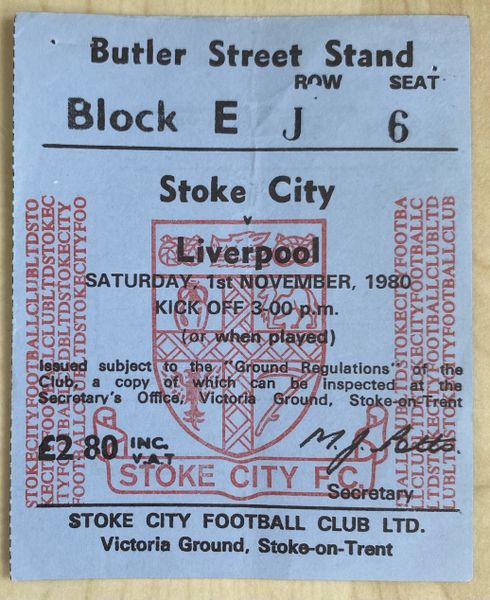 Butler Street Stand
ROW SEAT
Block E J 6
Stoke City
v
Liverpool
SATURDAY, 1st NOVEMBER, 1980
KICK OFF 3-00 p.m.
(or when played)
Issued subject to the "Ground Regulations" of the
Club, a copy of which can be inspected at the
Secretary's Office, Victoria Ground, Stoke-on-Trent
£2.80 INC.
V.A.T
M. J. Potts
STOKE CITY F.C.
Secretary
STOKE CITY FOOTBALL CLUB LTD.
Victoria Ground, Stoke-on-Trent